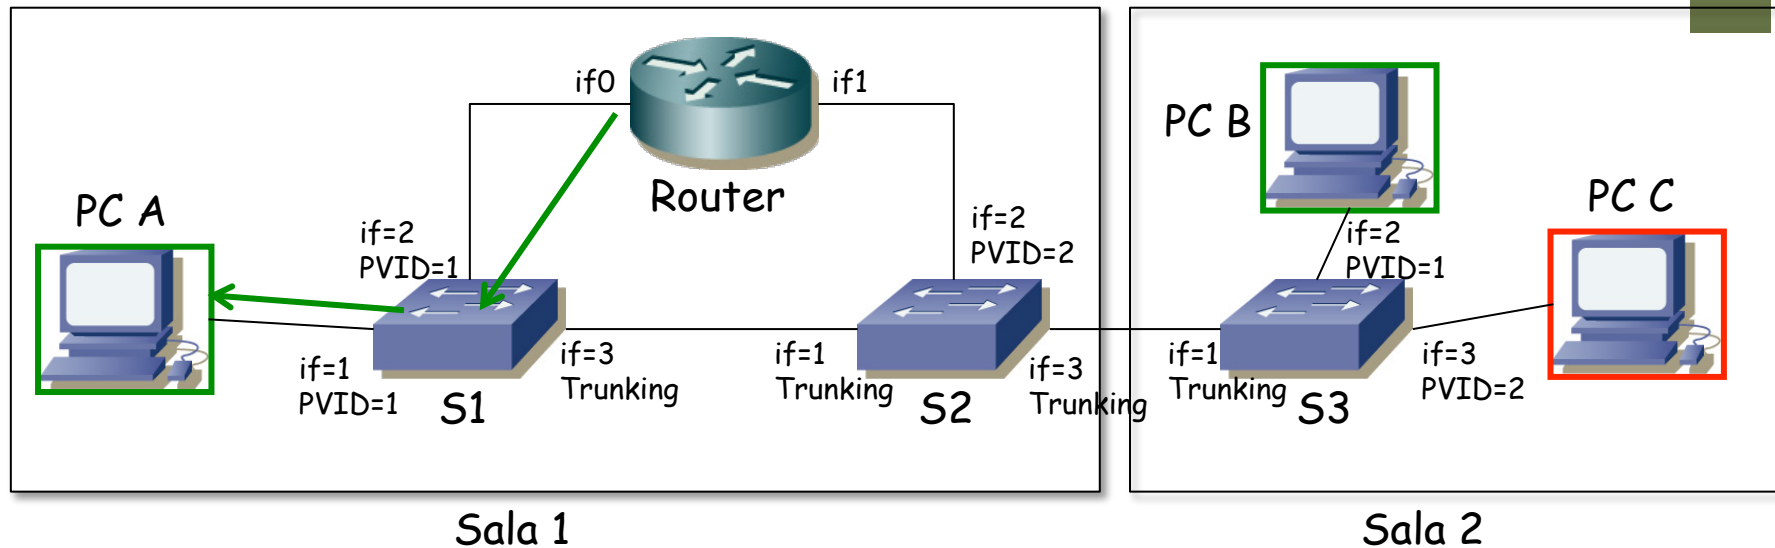 if0
if1
Router
PC A
PC B
PC C
if=2
PVID=1
if=2
PVID=2
if=2
PVID=1
if=1
PVID=1
S1
if=3
Trunking
if=1
Trunking
S2
if=3
Trunking
if=1
Trunking
S3
if=3
PVID=2
Sala 1
Sala 2